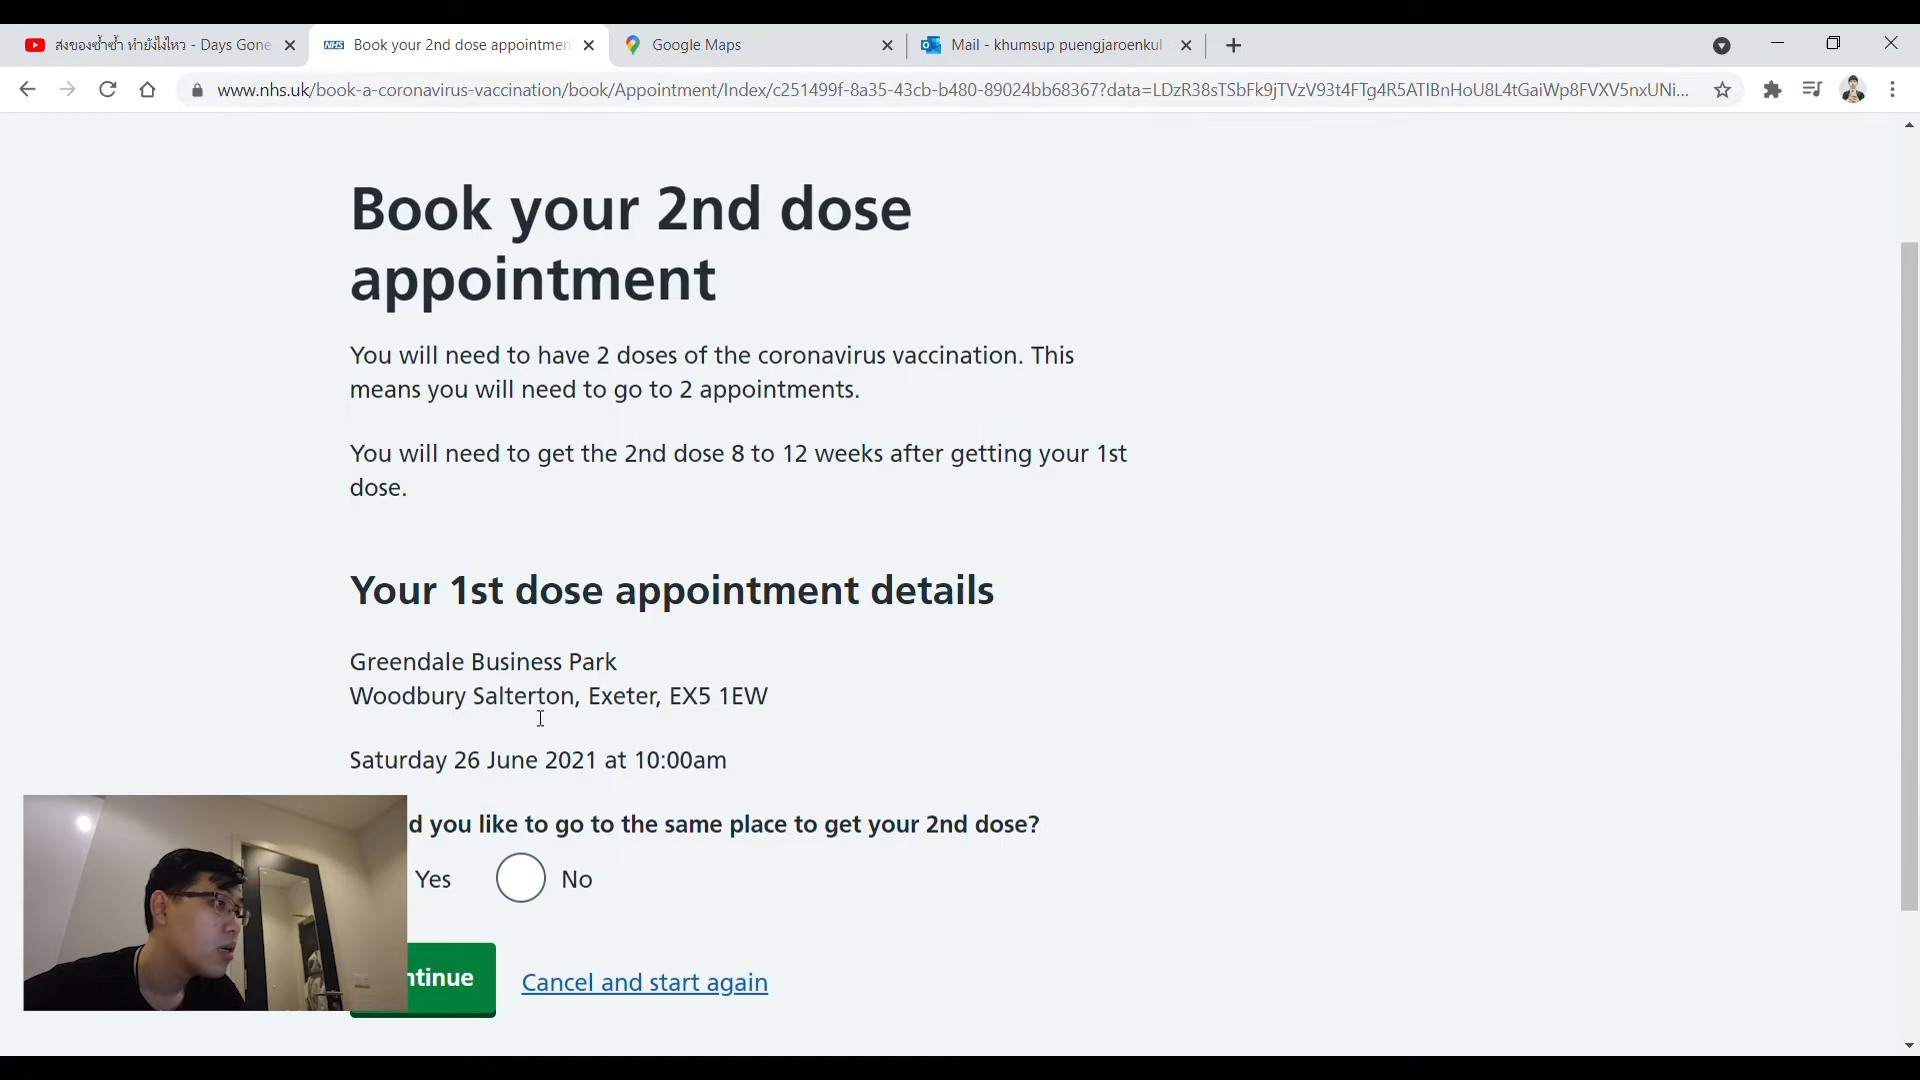 ส่งของซ้ำซ้ำ ทำยังไงไหว - Days Gone
NHS Book your 2nd dose appointmen
Google Maps
Mail - khumsup puengjaroenkul
www.nhs.uk/book-a-coronavirus-vaccination/book/Appointment/Index/c251499f-8a35-43cb-b480-89024bb68367?data=LDzR38sTSbFk9jTVzV93t4FTg4R5ATIBnHoU8L4tGaiWp8FVXV5nxUNi...
Book your 2nd dose
appointment
You will need to have 2 doses of the coronavirus vaccination. This
means you will need to go to 2 appointments.
You will need to get the 2nd dose 8 to 12 weeks after getting your 1st
dose.
Your 1st dose appointment details
Greendale Business Park
Woodbury Salterton, Exeter, EX5 1EW
Saturday 26 June 2021 at 10:00am
d you like to go to the same place to get your 2nd dose?
Yes No
ntinue Cancel and start again